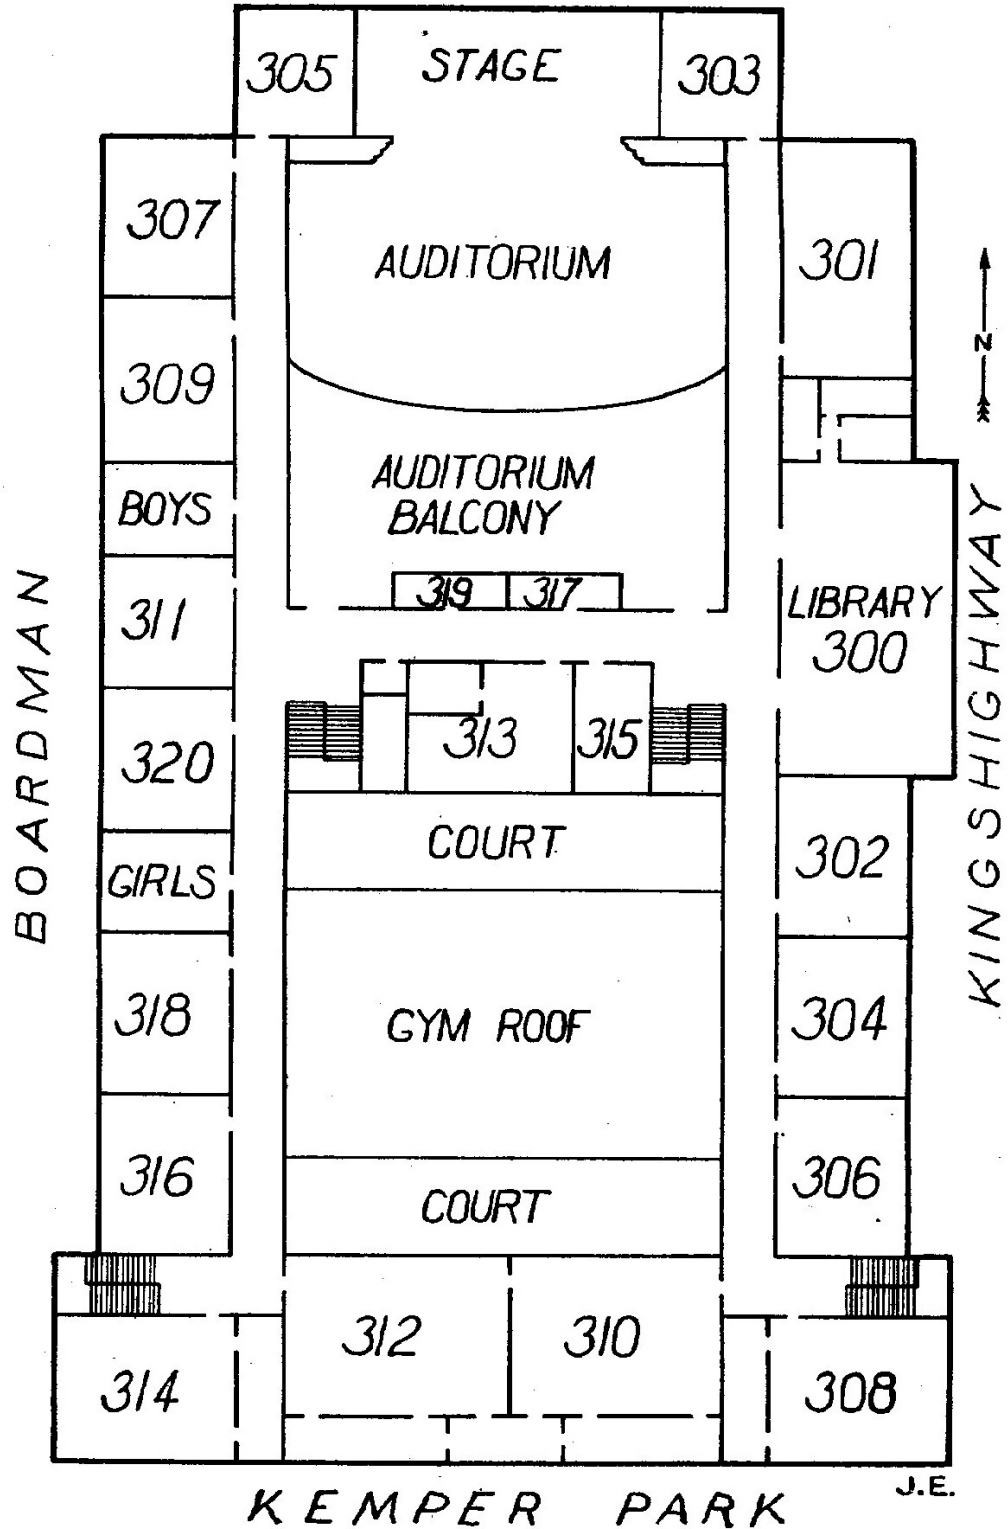 305
STAGE
303
307
AUDITORIUM
301
N
309
AUDITORIUM
BALCONY
BOYS
319
317
311
LIBRARY
300
313
315
320
COURT
302
GIRLS
318
GYM ROOF
304
316
COURT
306
312
310
314
308
BOARDMAN
KINGSHIGHWAY
J.E.
KEMPER PARK